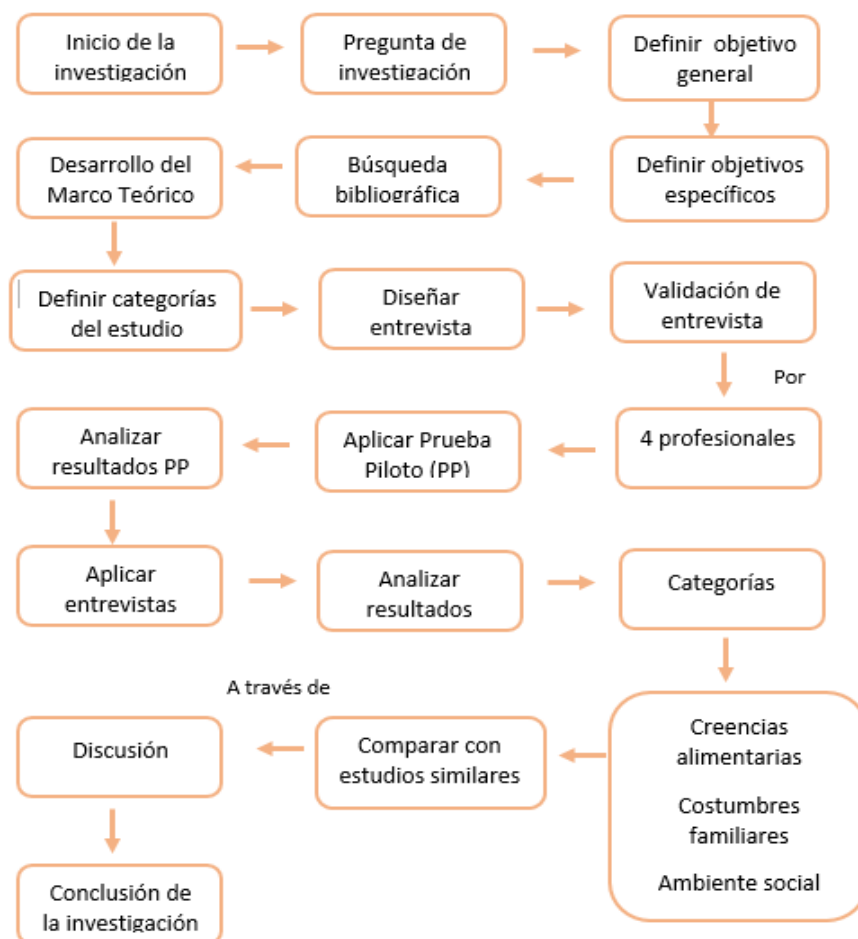 Inicio de la
investigación
Pregunta de
investigación
Definir objetivo
general
Definir objetivos
específicos
Búsqueda
bibliográfica
Desarrollo del
Marco Teórico
Definir categorías
del estudio
Diseñar
entrevista
Validación de
entrevista
Por
4 profesionales
Aplicar Prueba
Piloto (PP)
Analizar
resultados PP
Aplicar
entrevistas
Analizar
resultados
Categorías
Creencias
alimentarias
Costumbres
familiares
Ambiente social
Comparar con
estudios similares
A través de
Discusión
Conclusión de
la investigación